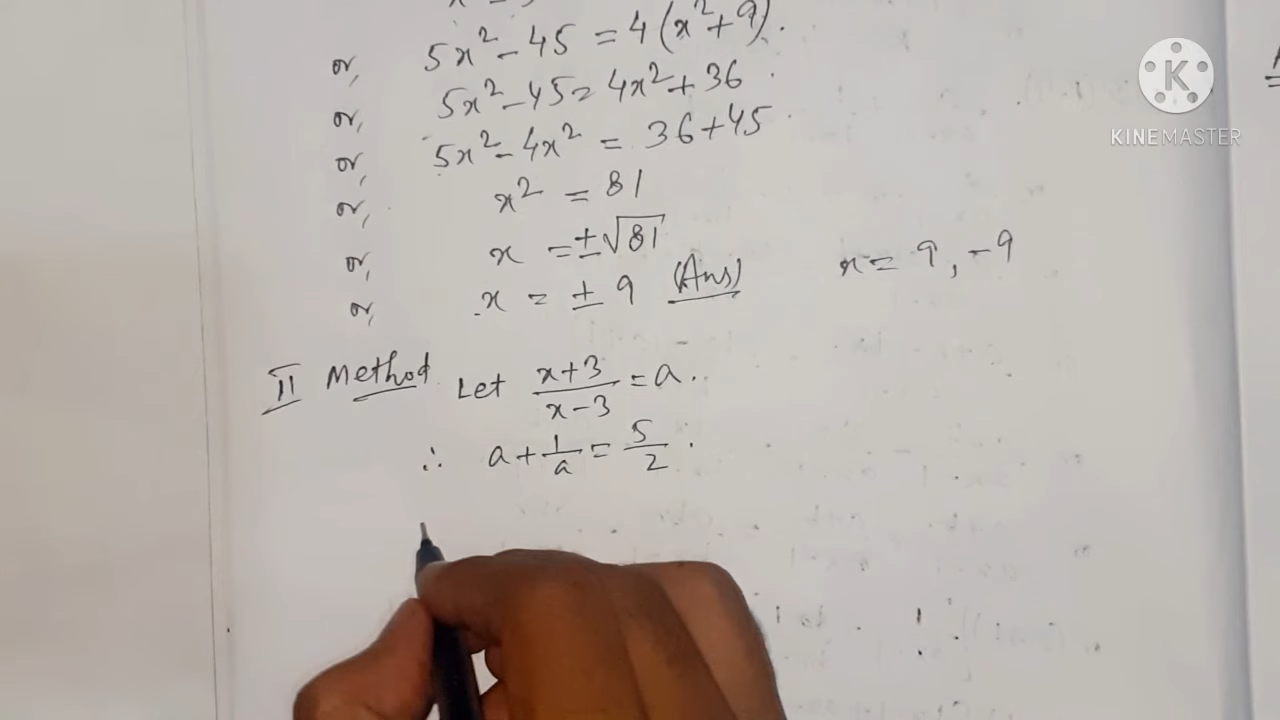 or, 5x² - 45 = 4(x² + 9).
or, 5x² - 45 = 4x² + 36
or, 5x² - 4x² = 36 + 45
or, x² = 81
or, x = ±√81
or, x = ± 9 (Ans) x = 9, -9
II Method Let (x+3)/(x-3) = a.
∴ a + 1/a = 5/2.
KINEMASTER